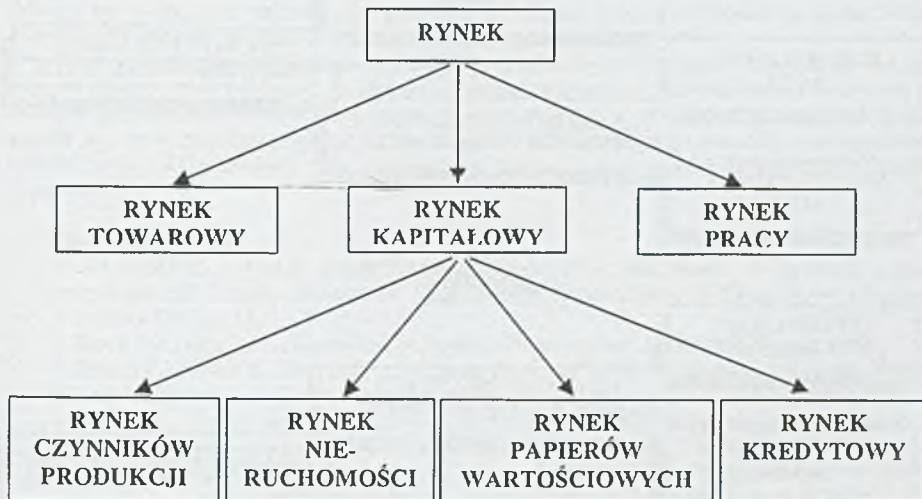 RYNEK
RYNEK
TOWAROWY
RYNEK
KAPITAŁOWY
RYNEK
PRACY
RYNEK
CZYNNIKÓW
PRODUKCJI
RYNEK
NIE-
RUCHOMOŚCI
RYNEK
PAPIERÓW
WARTOŚCIOWYCH
RYNEK
KREDYTOWY